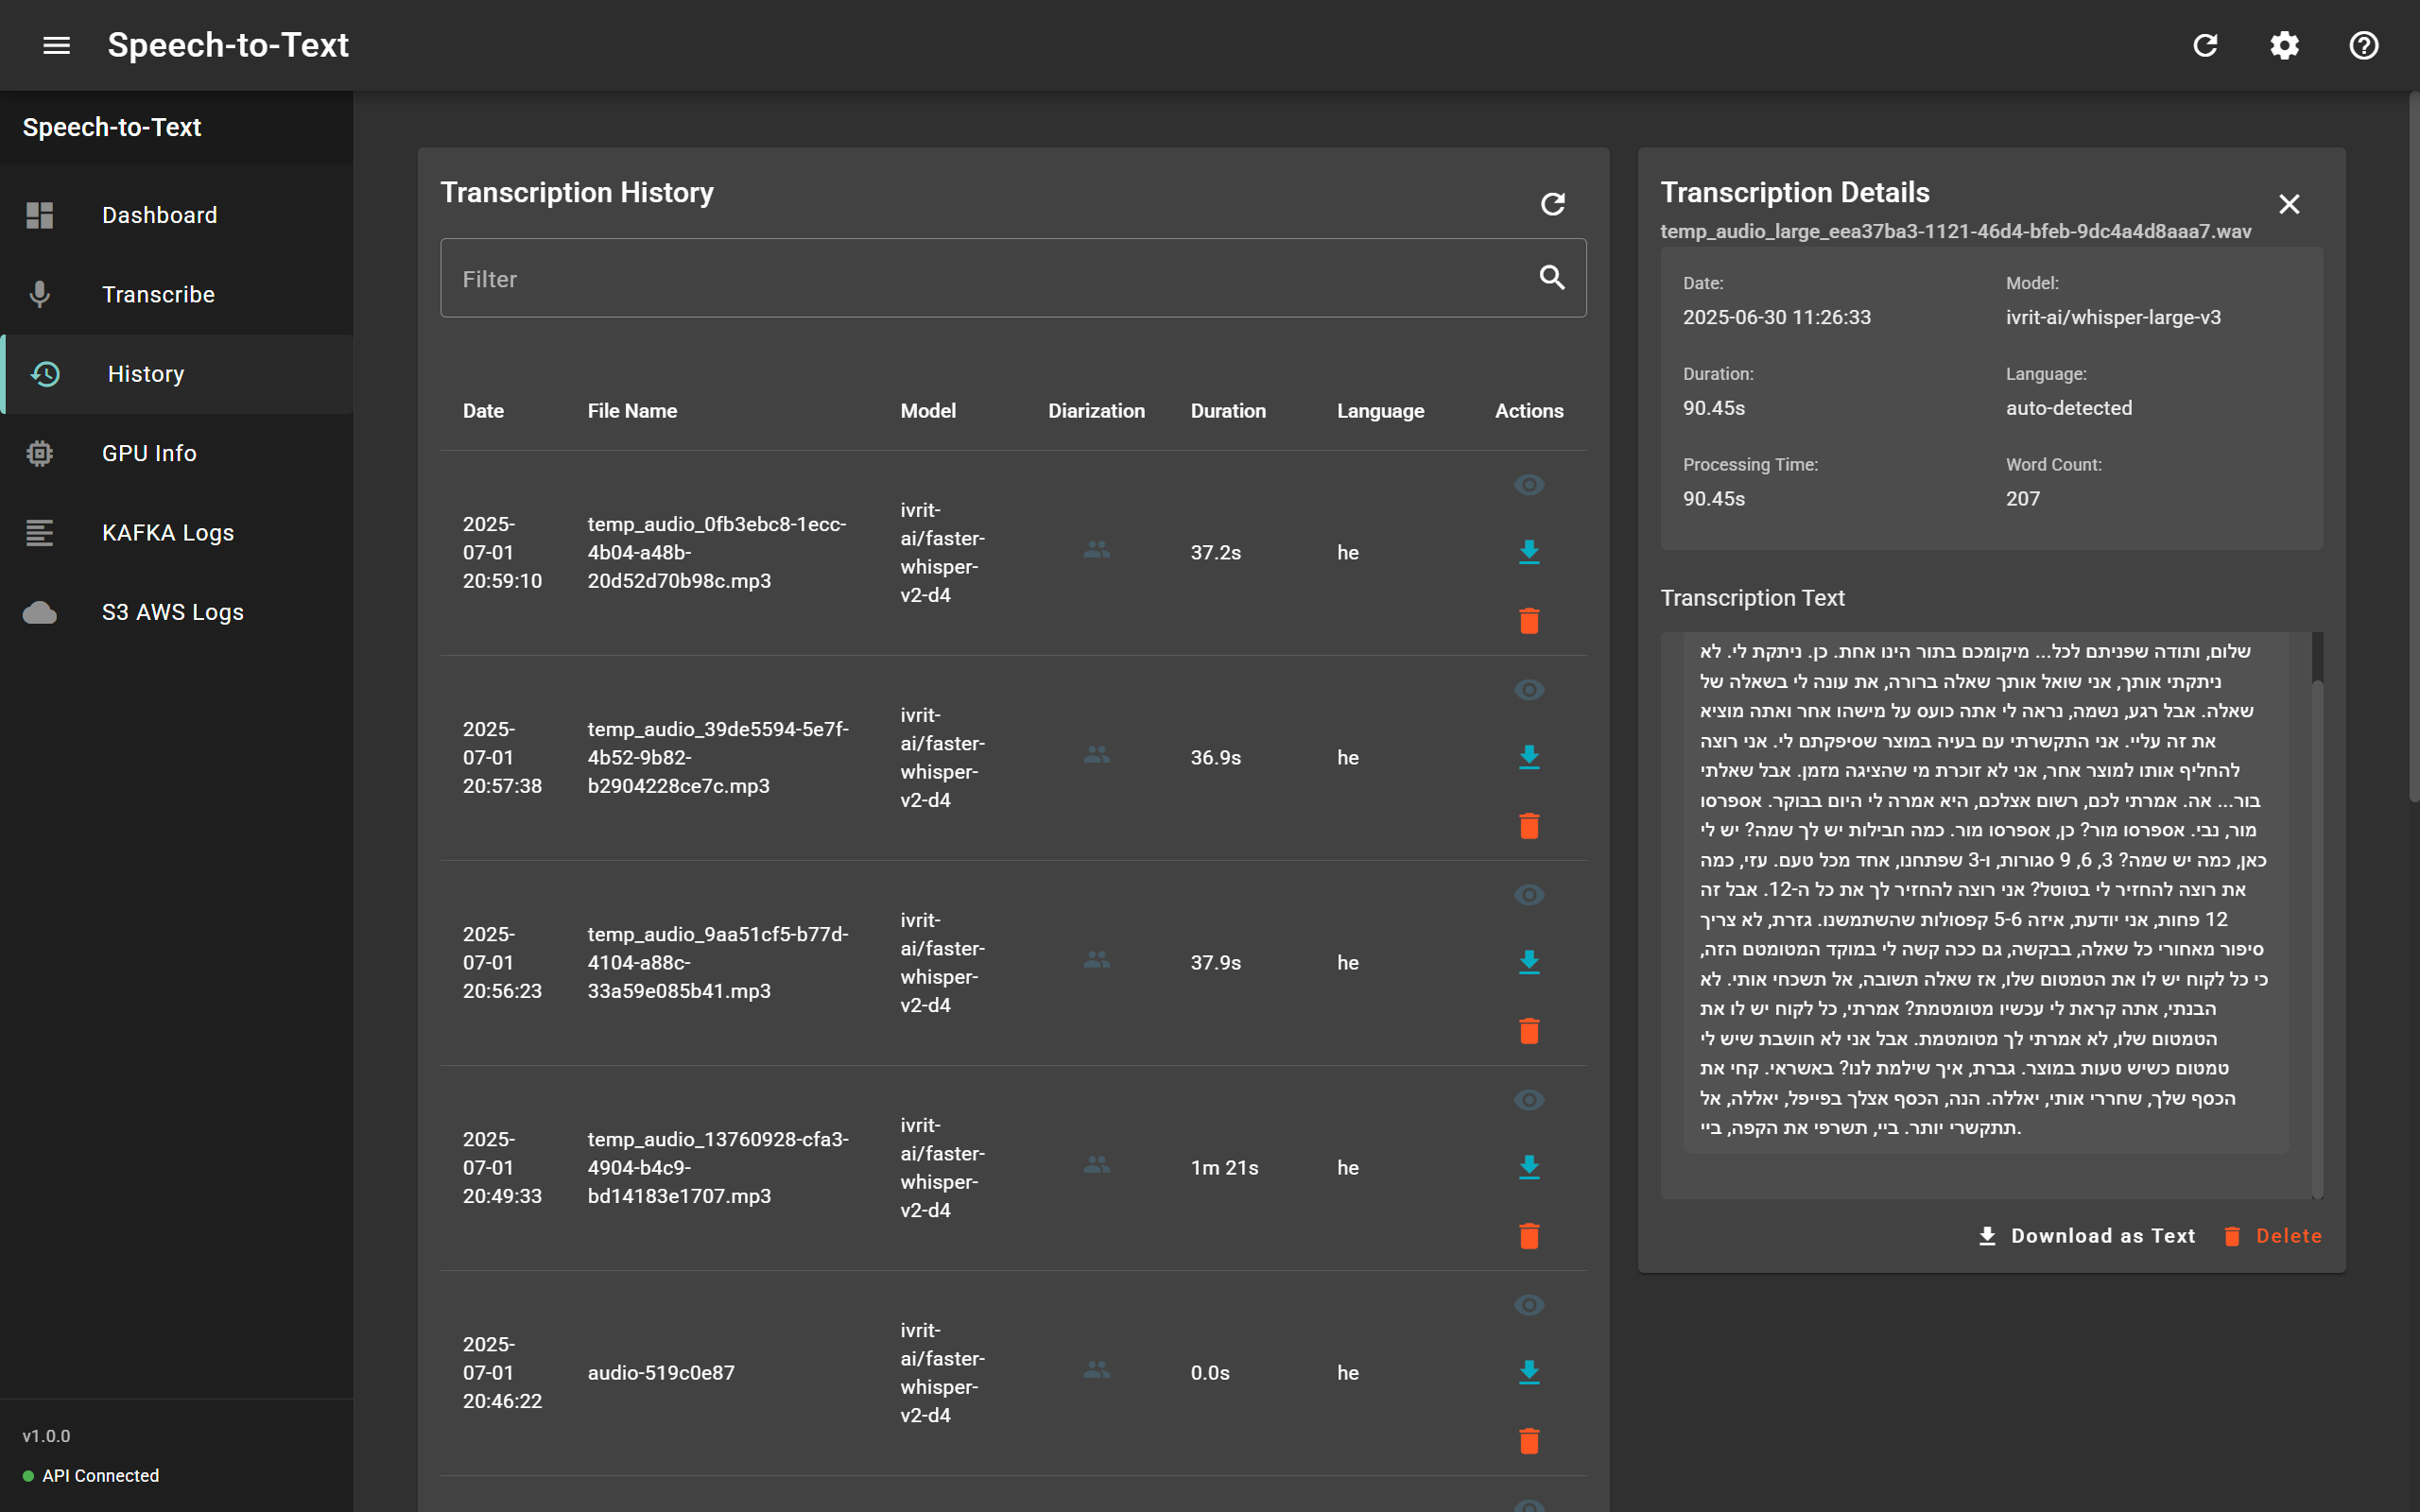 Speech-to-Text
Speech-to-Text
Dashboard
Transcribe
History
GPU Info
KAFKA Logs
S3 AWS Logs
v1.0.0
API Connected
Transcription History
Filter
Date File Name Model Diarization Duration Language Actions
2025-
07-01
20:59:10
temp_audio_0fb3ebc8-1ecc-
4b04-a48b-
20d52d70b98c.mp3
ivrit-
ai/faster-
whisper-
v2-d4
37.2s
he
2025-
07-01
20:57:38
temp_audio_39de5594-5e7f-
4b52-9b82-
b2904228ce7c.mp3
ivrit-
ai/faster-
whisper-
v2-d4
36.9s
he
2025-
07-01
20:56:23
temp_audio_9aa51cf5-b77d-
4104-a88c-
33a59e085b41.mp3
ivrit-
ai/faster-
whisper-
v2-d4
37.9s
he
2025-
07-01
20:49:33
temp_audio_13760928-cfa3-
4904-b4c9-
bd14183e1707.mp3
ivrit-
ai/faster-
whisper-
v2-d4
1m 21s
he
2025-
07-01
20:46:22
audio-519c0e87
ivrit-
ai/faster-
whisper-
v2-d4
0.0s
he
Transcription Details
temp_audio_large_eea37ba3-1121-46d4-bfeb-9dc4a4d8aaa7.wav
Date:
2025-06-30 11:26:33
Model:
ivrit-ai/whisper-large-v3
Duration:
90.45s
Language:
auto-detected
Processing Time:
90.45s
Word Count:
207
Transcription Text
שלום, ותודה שפניתם לכל... מיקומכם בתור הינו אחת. כן. ניתקת לי. לא
ניתקתי אותך, אני שואל אותך שאלה ברורה, את עונה לי בשאלה של
שאלה. אבל רגע, נשמה, נראה לי אתה כועס על מישהו אחר ואתה מוציא
את זה עליי. אני התקשרתי עם בעיה במוצר שסיפקתם לי. אני רוצה
להחליף אותו למוצר אחר, אני לא זוכרת מי שהציגה מזמן. אבל שאלתי
בור... אה. אמרתי לכם, רשום אצלכם, היא אמרה לי היום בבוקר. אספרסו
מור, נבי. אספרסו מור? כן, אספרסו מור. כמה חבילות יש לך שמה? יש לי
כאן, כמה יש שמה? 3, 6, 9 סגורות, ו-3 שפתחנו, אחד מכל טעם. עזי, כמה
את רוצה להחזיר לי בטוטל? אני רוצה להחזיר לך את כל ה-12. אבל זה
12 פחות, אני יודעת, איזה 5-6 קפסולות שהשתמשנו. גזרת, לא צריך
סיפור מאחורי כל שאלה, בבקשה, גם ככה קשה לי במוקד המטומטם הזה,
כי כל לקוח יש לו את הטמטום שלו, אז שאלה תשובה, אל תשכחי אותי. לא
הבנתי, אתה קראת לי עכשיו מטומטמת? אמרתי, כל לקוח יש לו את
הטמטום שלו, לא אמרתי לך מטומטמת. אבל אני לא חושבת שיש לי
טמטום כשיש טעות במוצר. גברת, איך שילמת לנו? באשראי. קחי את
הכסף שלך, שחררי אותי, יאללה. הנה, הכסף אצלך בפייפל, יאללה, אל
תתקשרי יותר. ביי, תשרפי את הקפה, ביי.
Download as Text
Delete